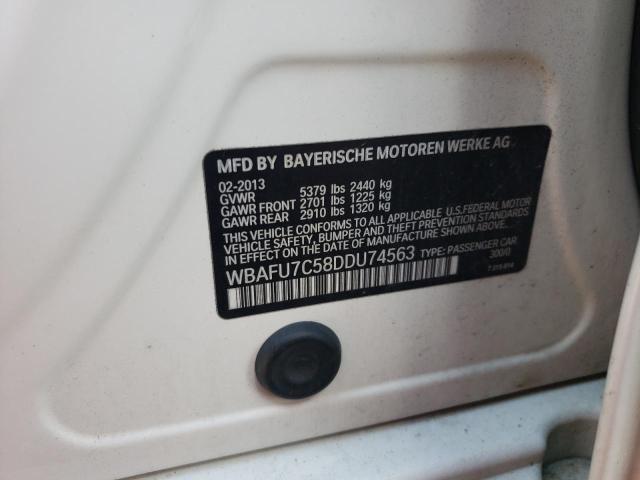 MFD BY BAYERISCHE MOTOREN WERKE AG
02-2013
GVWR 5379 lbs 2440 kg
GAWR FRONT 2701 lbs 1225 kg
GAWR REAR 2910 lbs 1320 kg
THIS VEHICLE CONFORMS TO ALL APPLICABLE U.S.FEDERAL MOTOR
VEHICLE SAFETY, BUMPER AND THEFT PREVENTION STANDARDS
IN EFFECT ON THE DATE OF MANUFACTURE SHOWN ABOVE.
WBAFU7C58DDU74563 TYPE: PASSENGER CAR
300/0